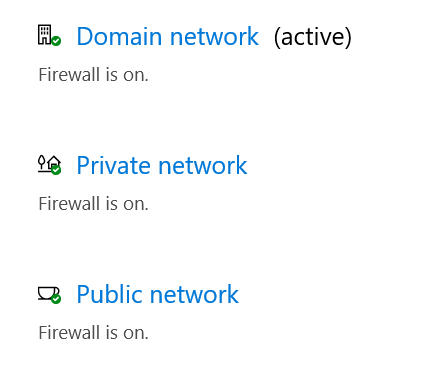 Domain network (active)
Firewall is on.
Private network
Firewall is on.
Public network
Firewall is on.